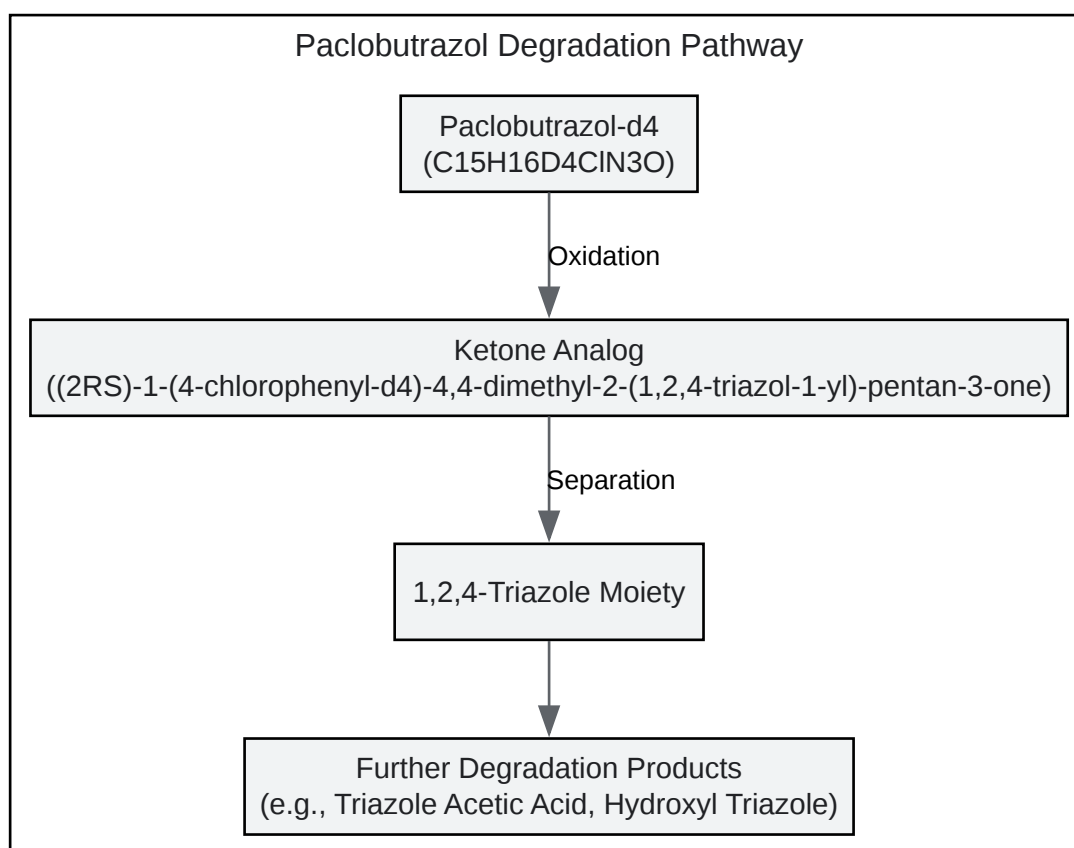 Paclobutrazol Degradation Pathway
Paclobutrazol-d4
(C15H16D4ClN3O)
Oxidation
Ketone Analog
((2RS)-1-(4-chlorophenyl-d4)-4,4-dimethyl-2-(1,2,4-triazol-1-yl)-pentan-3-one)
Separation
1,2,4-Triazole Moiety
Further Degradation Products
(e.g., Triazole Acetic Acid, Hydroxyl Triazole)